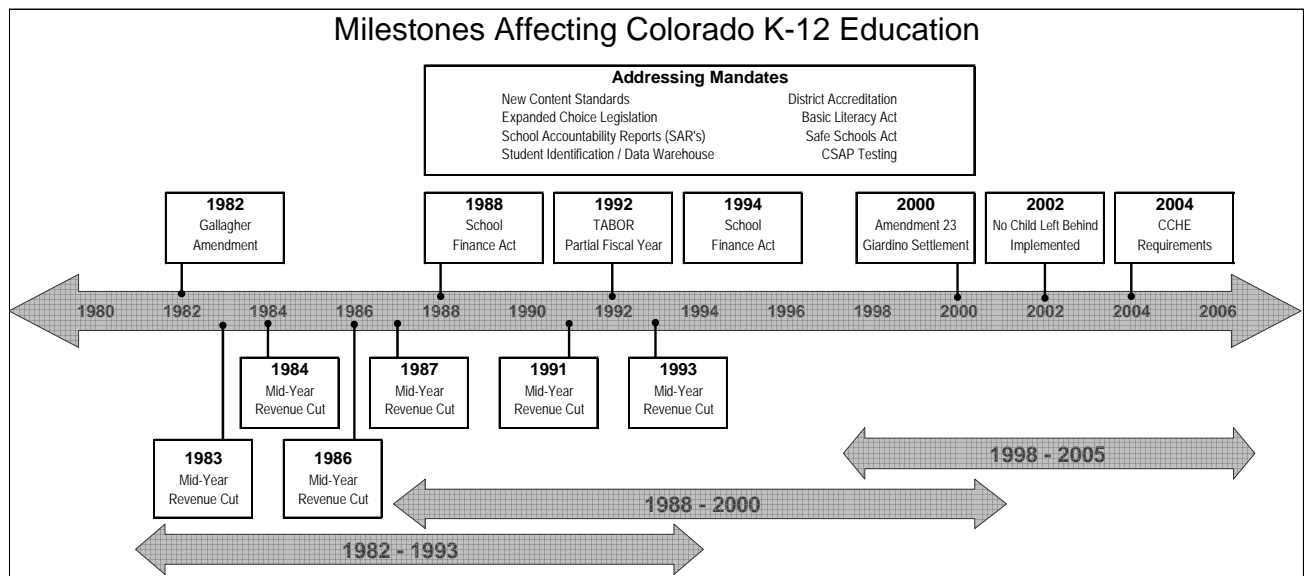 Milestones Affecting Colorado K-12 Education
Addressing Mandates
New Content Standards
District Accreditation
Expanded Choice Legislation
Basic Literacy Act
School Accountability Reports (SAR's)
Safe Schools Act
Student Identification / Data Warehouse
CSAP Testing
1982
Gallagher
Amendment
1988
School
Finance Act
1992
TABOR
Partial Fiscal Year
1994
School
Finance Act
2000
Amendment 23
Giardino Settlement
2002
No Child Left Behind
Implemented
2004
CCHE
Requirements
1980 1982 1984 1986 1988 1990 1992 1994 1996 1998 2000 2002 2004 2006
1984
Mid-Year
Revenue Cut
1987
Mid-Year
Revenue Cut
1991
Mid-Year
Revenue Cut
1993
Mid-Year
Revenue Cut
1983
Mid-Year
Revenue Cut
1986
Mid-Year
Revenue Cut
1998 - 2005
1988 - 2000
1982 - 1993